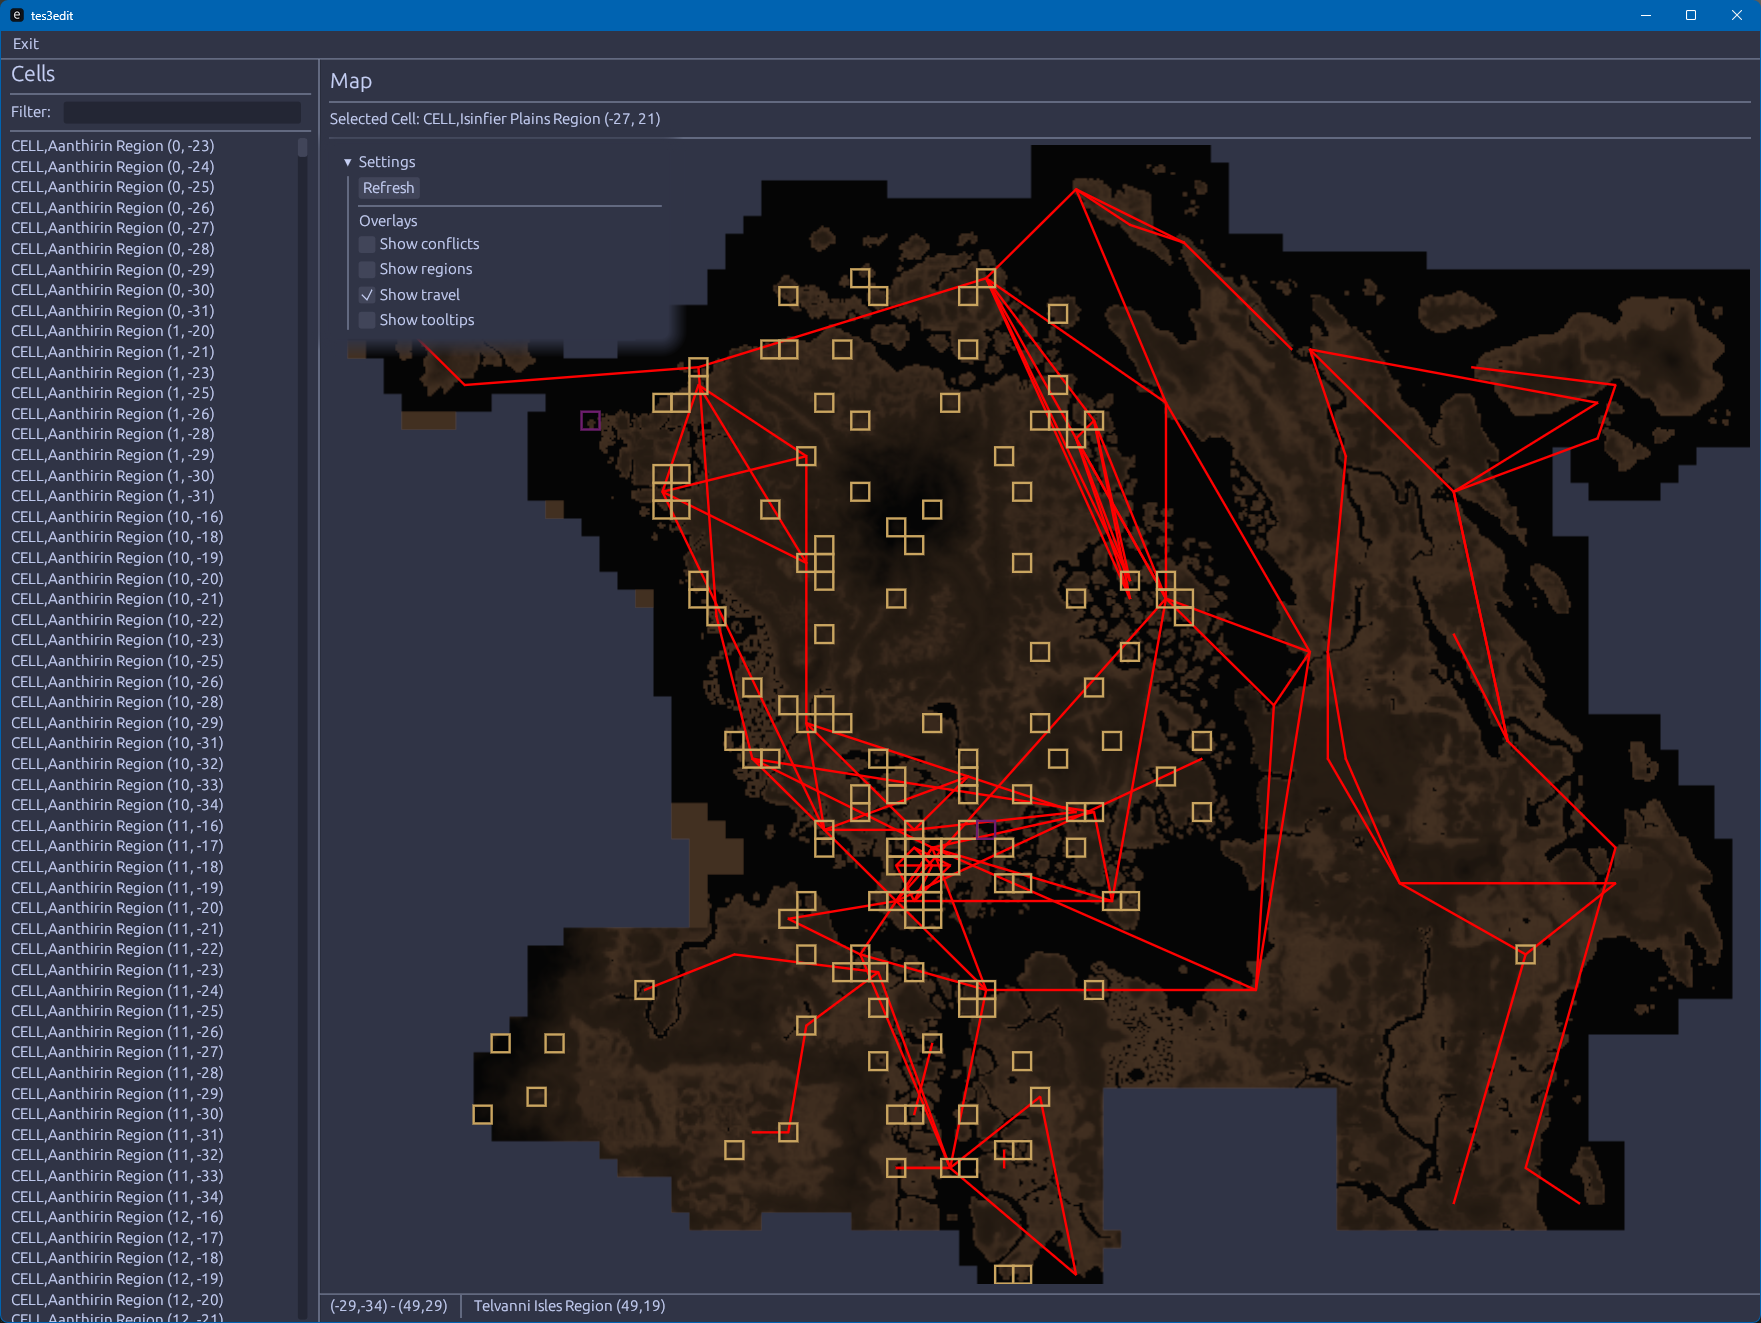 tes3edit
Exit
Cells
Filter:
CELL,Aanthirin Region (0, -23)
CELL,Aanthirin Region (0, -24)
CELL,Aanthirin Region (0, -25)
CELL,Aanthirin Region (0, -26)
CELL,Aanthirin Region (0, -27)
CELL,Aanthirin Region (0, -28)
CELL,Aanthirin Region (0, -29)
CELL,Aanthirin Region (0, -30)
CELL,Aanthirin Region (0, -31)
CELL,Aanthirin Region (1, -20)
CELL,Aanthirin Region (1, -21)
CELL,Aanthirin Region (1, -23)
CELL,Aanthirin Region (1, -25)
CELL,Aanthirin Region (1, -26)
CELL,Aanthirin Region (1, -28)
CELL,Aanthirin Region (1, -29)
CELL,Aanthirin Region (1, -30)
CELL,Aanthirin Region (1, -31)
CELL,Aanthirin Region (10, -16)
CELL,Aanthirin Region (10, -18)
CELL,Aanthirin Region (10, -19)
CELL,Aanthirin Region (10, -20)
CELL,Aanthirin Region (10, -21)
CELL,Aanthirin Region (10, -22)
CELL,Aanthirin Region (10, -23)
CELL,Aanthirin Region (10, -25)
CELL,Aanthirin Region (10, -26)
CELL,Aanthirin Region (10, -28)
CELL,Aanthirin Region (10, -29)
CELL,Aanthirin Region (10, -31)
CELL,Aanthirin Region (10, -32)
CELL,Aanthirin Region (10, -33)
CELL,Aanthirin Region (10, -34)
CELL,Aanthirin Region (11, -16)
CELL,Aanthirin Region (11, -17)
CELL,Aanthirin Region (11, -18)
CELL,Aanthirin Region (11, -19)
CELL,Aanthirin Region (11, -20)
CELL,Aanthirin Region (11, -21)
CELL,Aanthirin Region (11, -22)
CELL,Aanthirin Region (11, -23)
CELL,Aanthirin Region (11, -24)
CELL,Aanthirin Region (11, -25)
CELL,Aanthirin Region (11, -26)
CELL,Aanthirin Region (11, -27)
CELL,Aanthirin Region (11, -28)
CELL,Aanthirin Region (11, -29)
CELL,Aanthirin Region (11, -30)
CELL,Aanthirin Region (11, -31)
CELL,Aanthirin Region (11, -32)
CELL,Aanthirin Region (11, -33)
CELL,Aanthirin Region (11, -34)
CELL,Aanthirin Region (12, -16)
CELL,Aanthirin Region (12, -17)
CELL,Aanthirin Region (12, -18)
CELL,Aanthirin Region (12, -19)
CELL,Aanthirin Region (12, -20)
CELL,Aanthirin Region (12, -21)
Map
Selected Cell: CELL,Isinfier Plains Region (-27, 21)
Settings
Refresh
Overlays
Show conflicts
Show regions
Show travel
Show tooltips
(-29,-34) - (49,29)
Telvanni Isles Region (49,19)